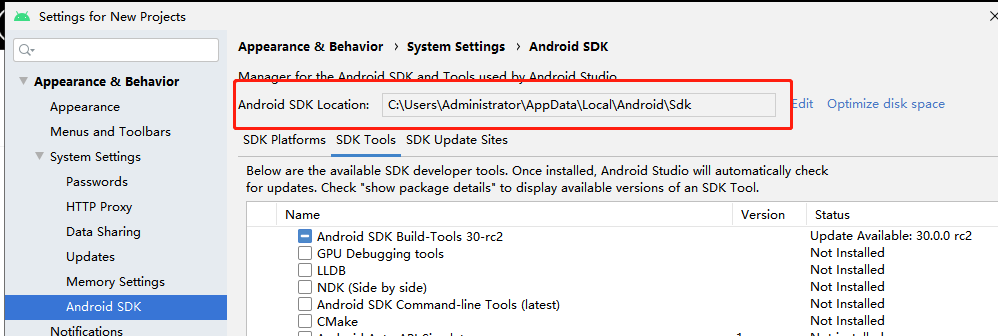 Settings for New Projects
Appearance & Behavior › System Settings › Android SDK
Manager for the Android SDK and Tools used by Android Studio
Appearance & Behavior
Appearance
Menus and Toolbars
System Settings
Passwords
HTTP Proxy
Data Sharing
Updates
Memory Settings
Android SDK
Notifications
Android SDK Location: C:\Users\Administrator\AppData\Local\Android\Sdk Edit Optimize disk space
SDK Platforms SDK Tools SDK Update Sites
Below are the available SDK developer tools. Once installed, Android Studio will automatically check
for updates. Check "show package details" to display available versions of an SDK Tool.
Name Version Status
Android SDK Build-Tools 30-rc2 Update Available: 30.0.0 rc2
GPU Debugging tools Not Installed
LLDB Not Installed
NDK (Side by side) Not Installed
Android SDK Command-line Tools (latest) Not Installed
CMake Not Installed